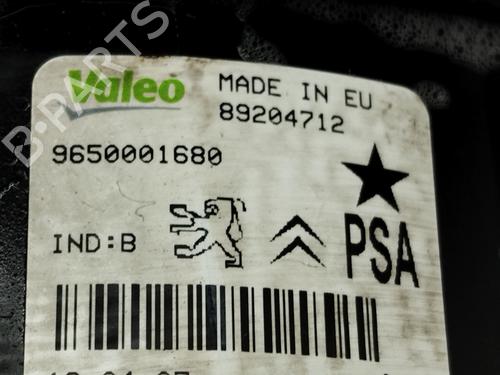 Valeo
MADE IN EU
89204712
9650001680
IND:B
PSA
B-PARTS